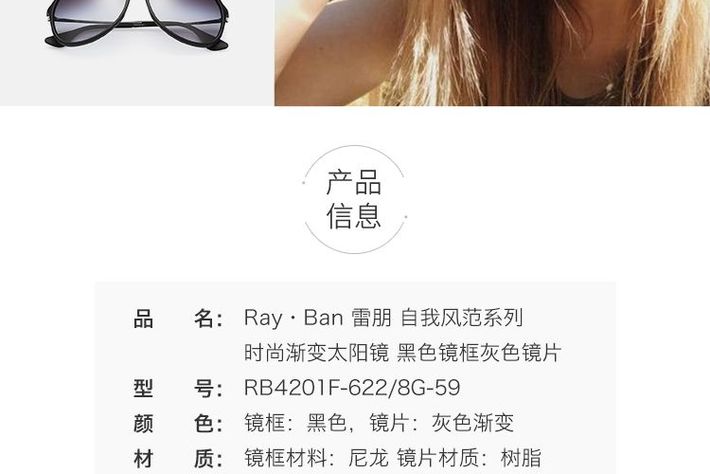 产品
信息
品 名： Ray·Ban 雷朋 自我风范系列
时尚渐变太阳镜 黑色镜框灰色镜片
型 号： RB4201F-622/8G-59
颜 色： 镜框：黑色，镜片：灰色渐变
材 质： 镜框材料：尼龙 镜片材质：树脂